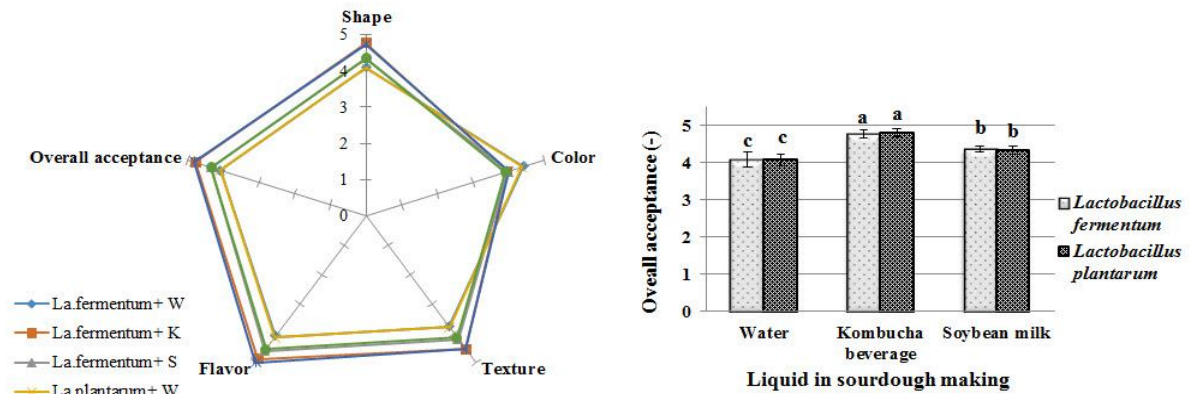 Shape
5
4
3
2
1
0
Color
Texture
Flavor
Overall acceptance
La.fermentum+ W
La.fermentum+ K
La.fermentum+ S
La.plantarum+ W
Overall acceptance (-)
5
4
3
2
1
0
c c
a a
b b
Water Kombucha beverage Soybean milk
Liquid in sourdough making
Lactobacillus
fermentum
Lactobacillus
plantarum